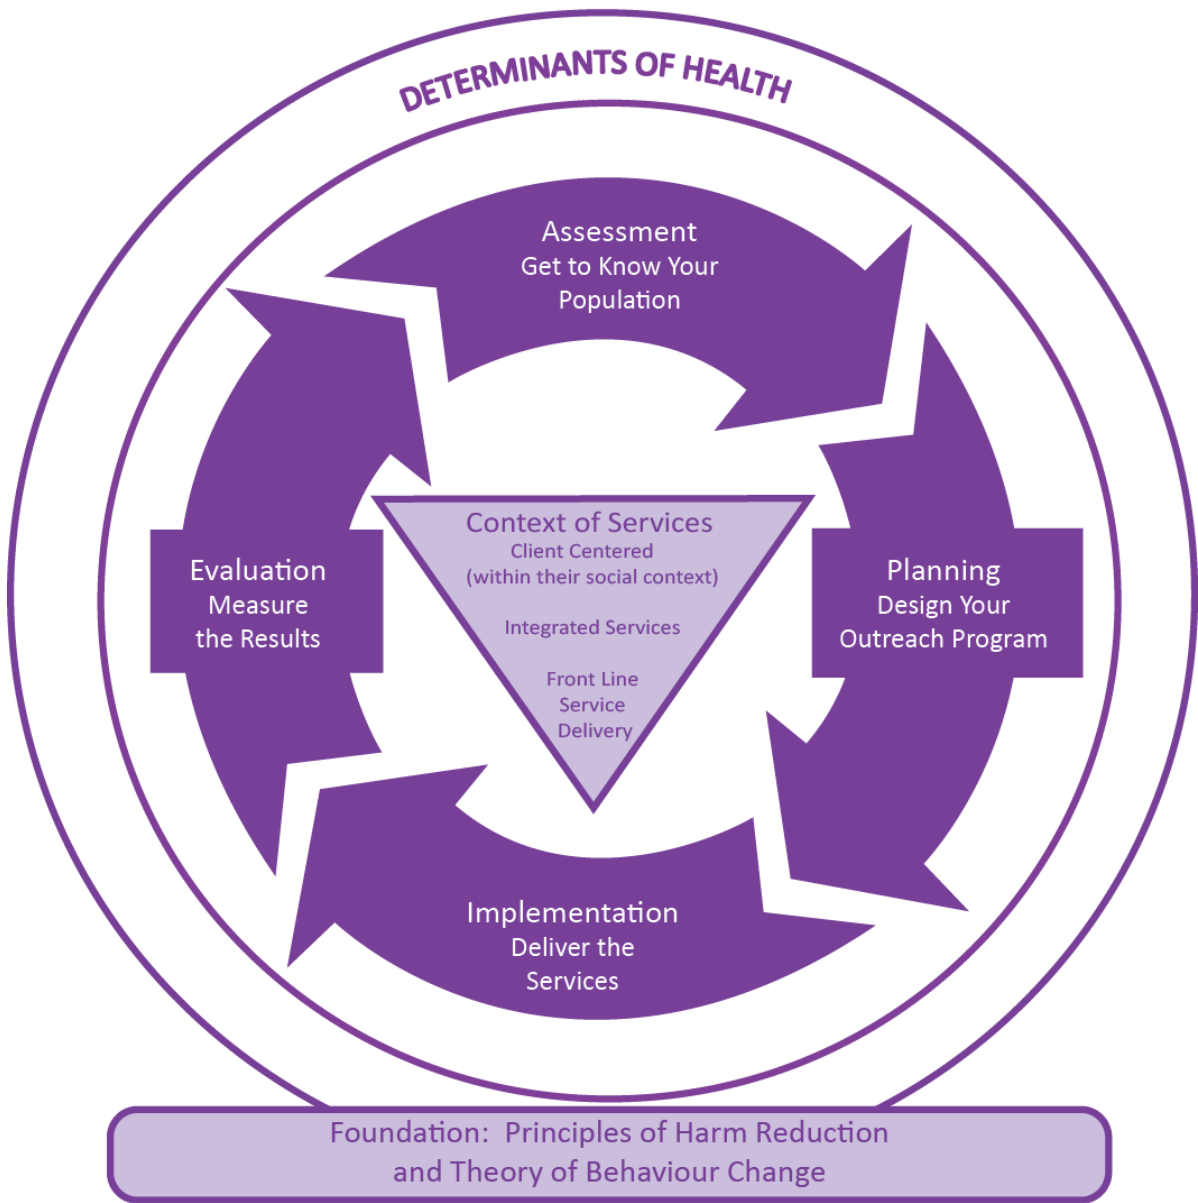 DETERMINANTS OF HEALTH
Assessment
Get to Know Your
Population
Planning
Design Your
Outreach Program
Implementation
Deliver the
Services
Evaluation
Measure
the Results
Context of Services
Client Centered
(within their social context)
Integrated Services
Front Line
Service
Delivery
Foundation: Principles of Harm Reduction
and Theory of Behaviour Change